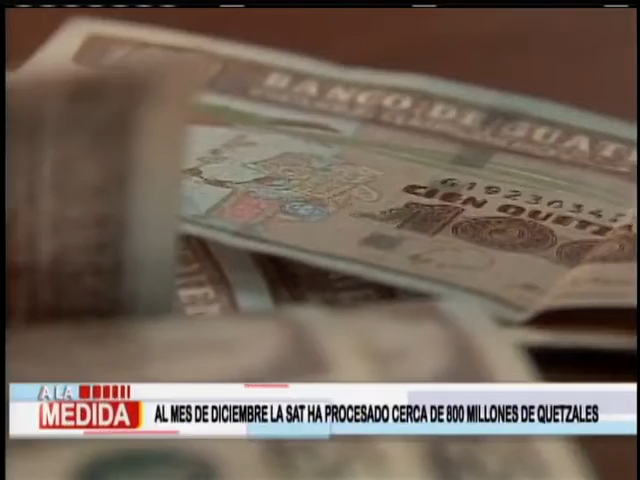 BANCO DE GUATE
CIEN QUETZ
100
A LA
MEDIDA
AL MES DE DICIEMBRE LA SAT HA PROCESADO CERCA DE 800 MILLONES DE QUETZALES